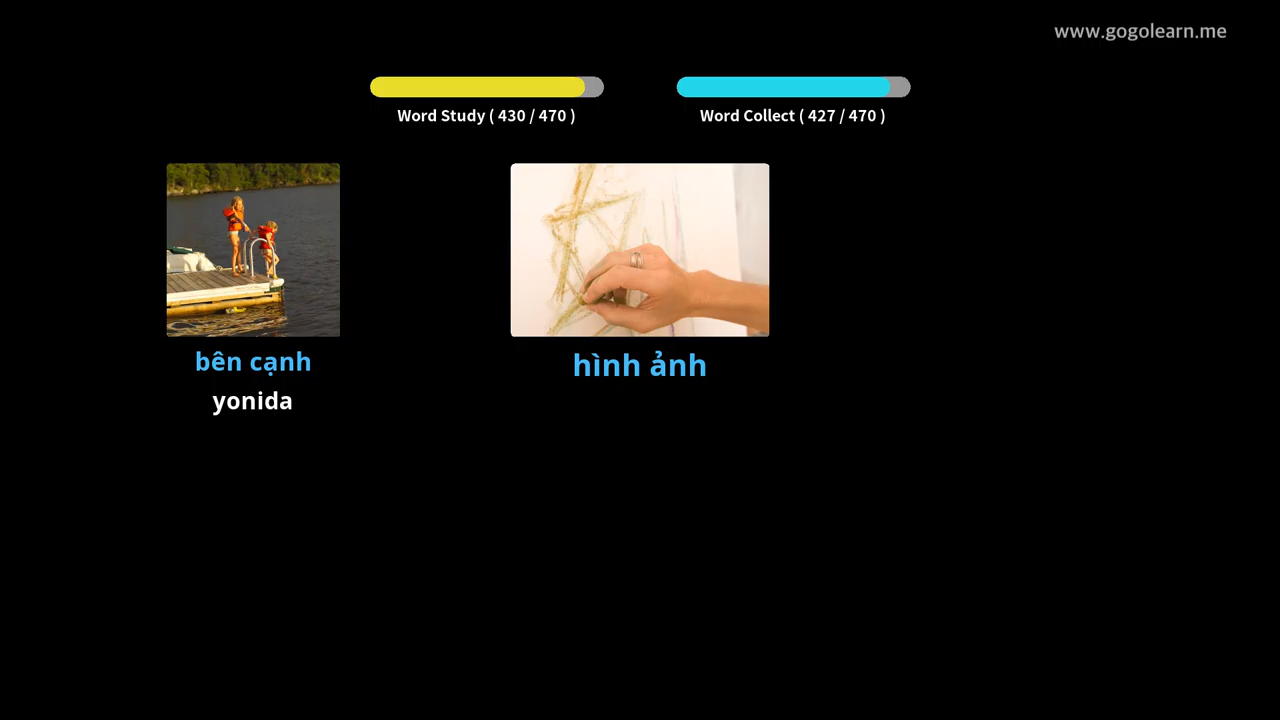 www.gogolearn.me
Word Study ( 430 / 470 )
Word Collect ( 427 / 470 )
bên cạnh
yonida
hình ảnh